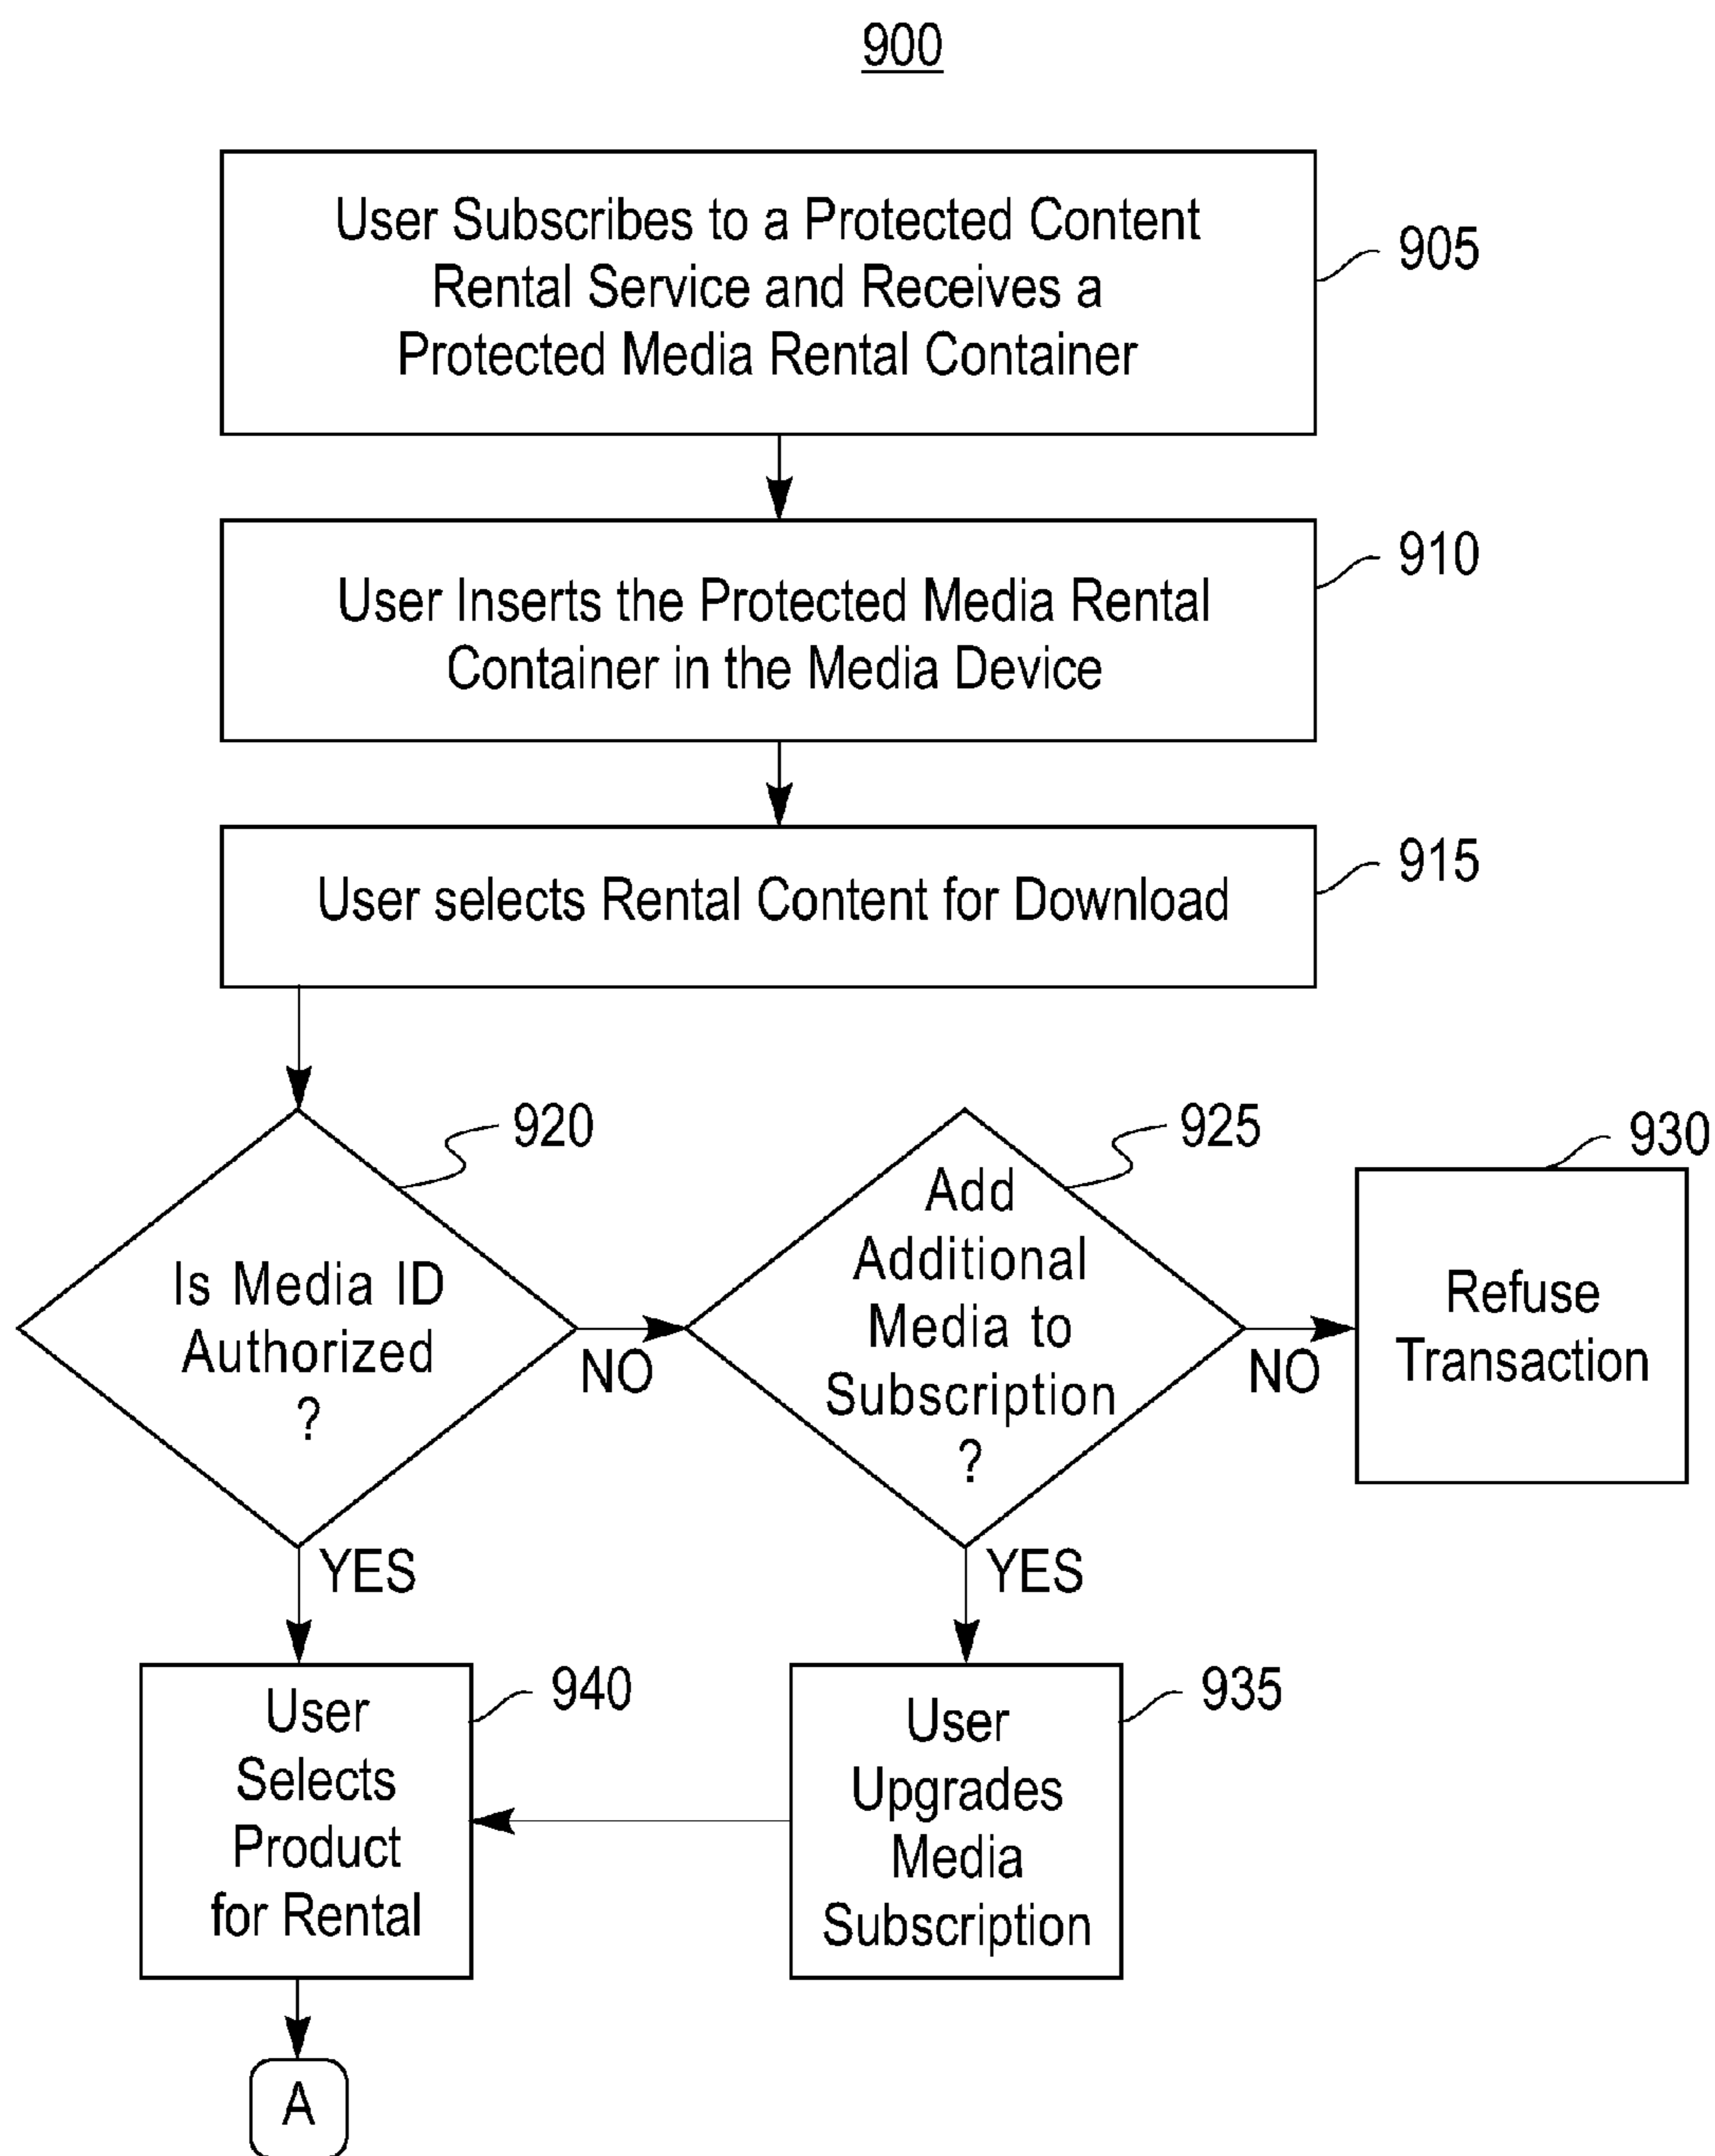 900
User Subscribes to a Protected Content
Rental Service and Receives a
Protected Media Rental Container
905
User Inserts the Protected Media Rental
Container in the Media Device
910
User selects Rental Content for Download
915
Is Media ID
Authorized
?
920
NO
YES
Add
Additional
Media to
Subscription
?
925
NO
YES
Refuse
Transaction
930
User
Selects
Product
for Rental
940
User
Upgrades
Media
Subscription
935
A